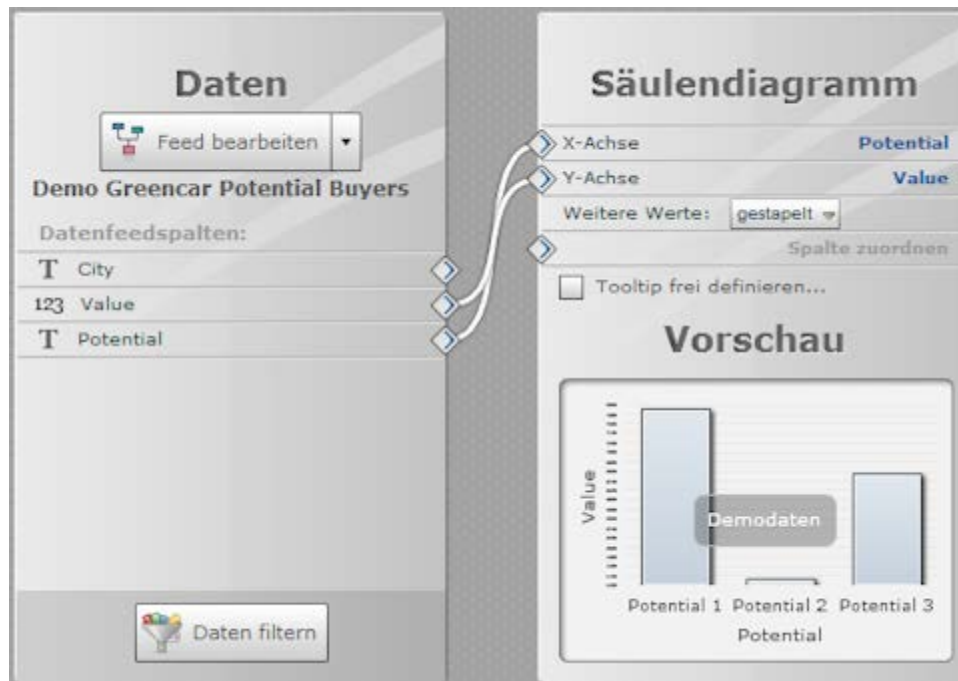 Daten
Feed bearbeiten
Demo Greencar Potential Buyers
Datenfeedspalten:
T City
123 Value
T Potential
Daten filtern
Säulendiagramm
X-Achse Potential
Y-Achse Value
Weitere Werte: gestapelt
Spalte zuordnen
Tooltip frei definieren...
Vorschau
Value
Demodaten
Potential 1 Potential 2 Potential 3
Potential